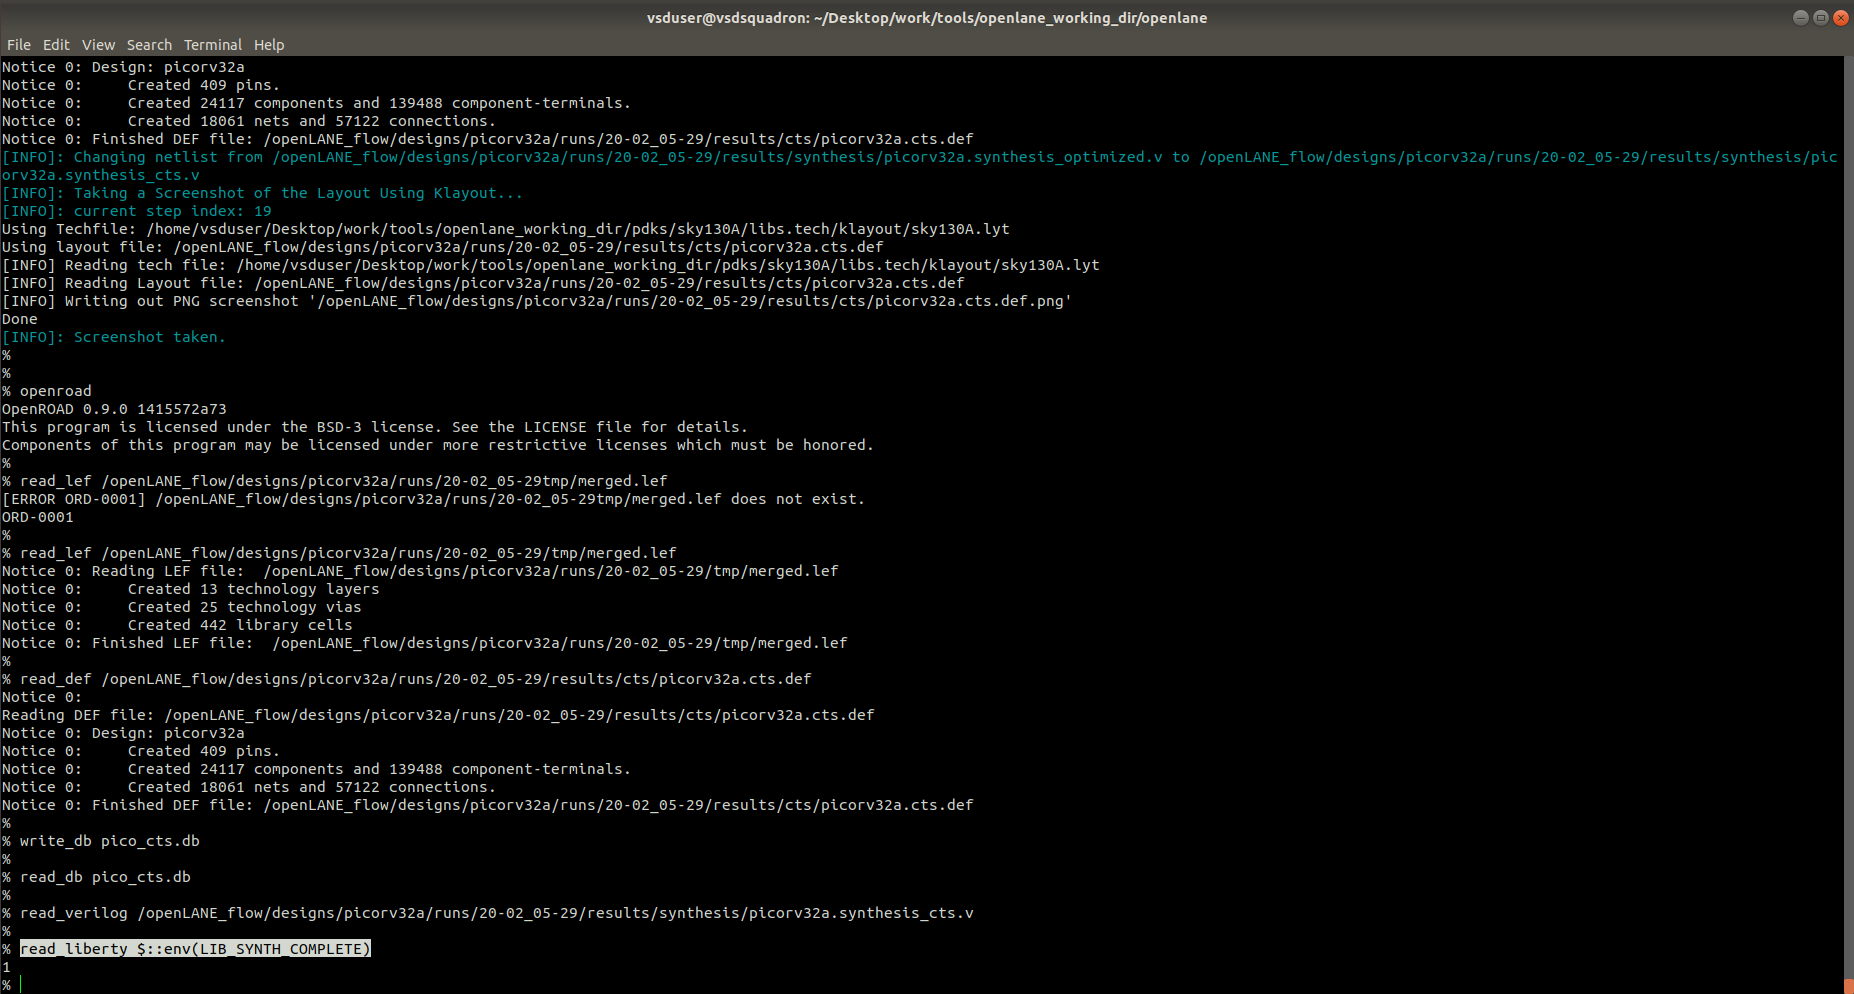 vsduser@vsdsquadron: ~/Desktop/work/tools/openlane_working_dir/openlane
File Edit View Search Terminal Help
Notice 0: Design: picorv32a
Notice 0:     Created 409 pins.
Notice 0:     Created 24117 components and 139488 component-terminals.
Notice 0:     Created 18061 nets and 57122 connections.
Notice 0: Finished DEF file: /openLANE_flow/designs/picorv32a/runs/20-02_05-29/results/cts/picorv32a.cts.def
[INFO]: Changing netlist from /openLANE_flow/designs/picorv32a/runs/20-02_05-29/results/synthesis/picorv32a.synthesis_optimized.v to /openLANE_flow/designs/picorv32a/runs/20-02_05-29/results/synthesis/pic
orv32a.synthesis_cts.v
[INFO]: Taking a Screenshot of the Layout Using Klayout...
[INFO]: current step index: 19
Using Techfile: /home/vsduser/Desktop/work/tools/openlane_working_dir/pdks/sky130A/libs.tech/klayout/sky130A.lyt
Using layout file: /openLANE_flow/designs/picorv32a/runs/20-02_05-29/results/cts/picorv32a.cts.def
[INFO] Reading tech file: /home/vsduser/Desktop/work/tools/openlane_working_dir/pdks/sky130A/libs.tech/klayout/sky130A.lyt
[INFO] Reading Layout file: /openLANE_flow/designs/picorv32a/runs/20-02_05-29/results/cts/picorv32a.cts.def
[INFO] Writing out PNG screenshot '/openLANE_flow/designs/picorv32a/runs/20-02_05-29/results/cts/picorv32a.cts.def.png'
Done
[INFO]: Screenshot taken.
%
%
% openroad
OpenROAD 0.9.0 1415572a73
This program is licensed under the BSD-3 license. See the LICENSE file for details.
Components of this program may be licensed under more restrictive licenses which must be honored.
%
% read_lef /openLANE_flow/designs/picorv32a/runs/20-02_05-29tmp/merged.lef
[ERROR ORD-0001] /openLANE_flow/designs/picorv32a/runs/20-02_05-29tmp/merged.lef does not exist.
ORD-0001
%
% read_lef /openLANE_flow/designs/picorv32a/runs/20-02_05-29/tmp/merged.lef
Notice 0: Reading LEF file:  /openLANE_flow/designs/picorv32a/runs/20-02_05-29/tmp/merged.lef
Notice 0:     Created 13 technology layers
Notice 0:     Created 25 technology vias
Notice 0:     Created 442 library cells
Notice 0: Finished LEF file:  /openLANE_flow/designs/picorv32a/runs/20-02_05-29/tmp/merged.lef
%
% read_def /openLANE_flow/designs/picorv32a/runs/20-02_05-29/results/cts/picorv32a.cts.def
Notice 0:
Reading DEF file: /openLANE_flow/designs/picorv32a/runs/20-02_05-29/results/cts/picorv32a.cts.def
Notice 0: Design: picorv32a
Notice 0:     Created 409 pins.
Notice 0:     Created 24117 components and 139488 component-terminals.
Notice 0:     Created 18061 nets and 57122 connections.
Notice 0: Finished DEF file: /openLANE_flow/designs/picorv32a/runs/20-02_05-29/results/cts/picorv32a.cts.def
%
% write_db pico_cts.db
%
% read_db pico_cts.db
%
% read_verilog /openLANE_flow/designs/picorv32a/runs/20-02_05-29/results/synthesis/picorv32a.synthesis_cts.v
%
% read_liberty $::env(LIB_SYNTH_COMPLETE)
1
%